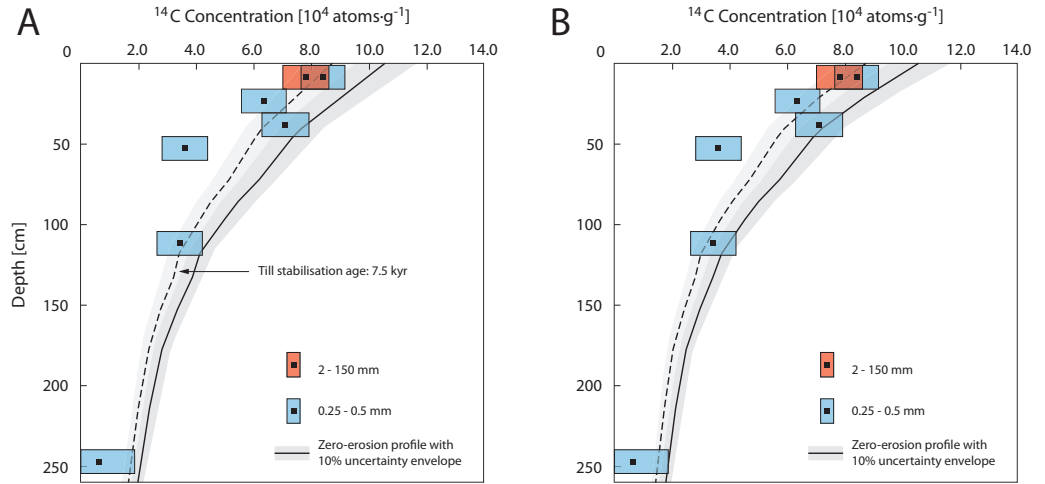 A
¹⁴C Concentration [10⁴ atoms·g⁻¹]
0 2.0 4.0 6.0 8.0 10.0 12.0 14.0
50
100
150
200
250
Depth [cm]
Till stabilisation age: 7.5 kyr
2 - 150 mm
0.25 - 0.5 mm
Zero-erosion profile with
10% uncertainty envelope
B
¹⁴C Concentration [10⁴ atoms·g⁻¹]
0 2.0 4.0 6.0 8.0 10.0 12.0 14.0
50
100
150
200
250
2 - 150 mm
0.25 - 0.5 mm
Zero-erosion profile with
10% uncertainty envelope